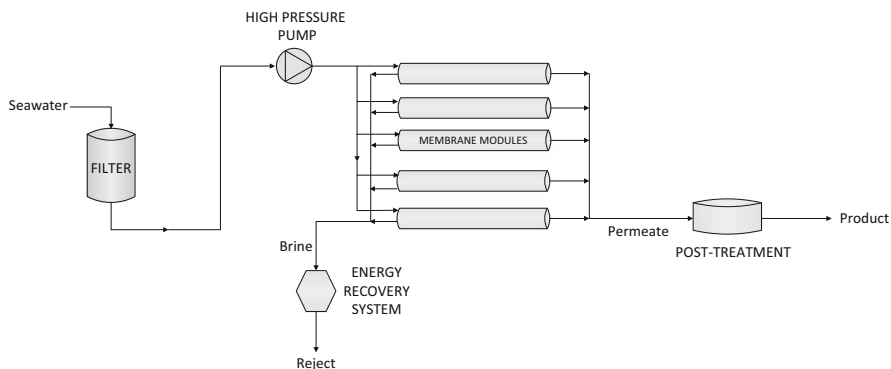 HIGH PRESSURE
PUMP
Seawater
FILTER
MEMBRANE MODULES
Permeate
Product
POST-TREATMENT
Brine
ENERGY
RECOVERY
SYSTEM
Reject